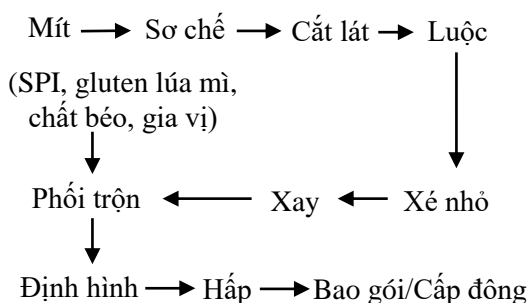 Mít Sơ chế Cắt lát Luộc
(SPI, gluten lúa mì,
chất béo, gia vị)
Phối trộn Xay Xé nhỏ
Định hình Hấp Bao gói/Cấp đông